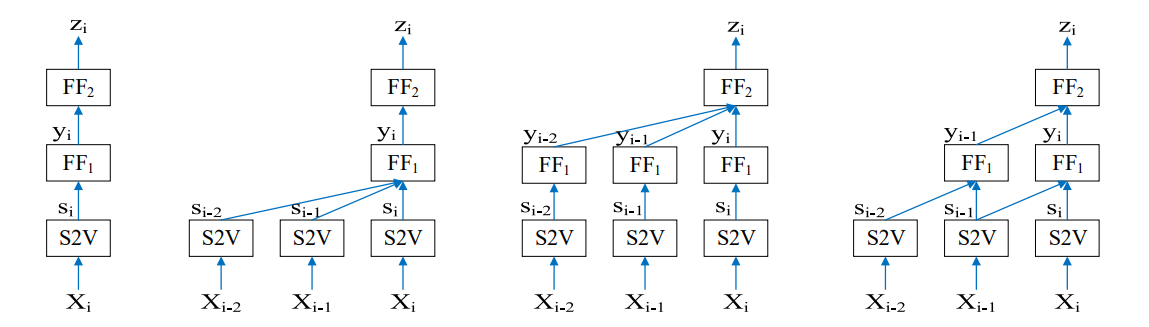 z_i z_i z_i z_i
FF_2 FF_2 FF_2 FF_2
y_i y_i y_{i-2} y_{i-1} y_i y_{i-1} y_i
FF_1 FF_1 FF_1 FF_1 FF_1 FF_1 FF_1
s_i s_{i-2} s_{i-1} s_i s_{i-2} s_{i-1} s_i s_{i-2} s_{i-1} s_i
S2V S2V S2V S2V S2V S2V S2V S2V S2V S2V
X_i X_{i-2} X_{i-1} X_i X_{i-2} X_{i-1} X_i X_{i-2} X_{i-1} X_i